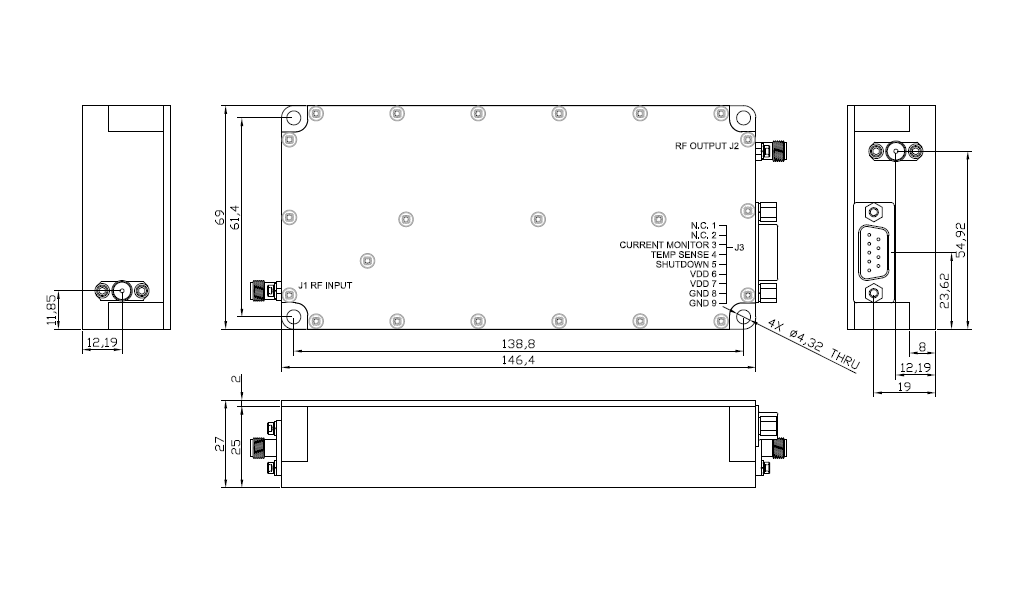 RF OUTPUT J2
69
61,4
N.C. 1
N.C. 2
CURRENT MONITOR 3
J3
TEMP SENSE 4
SHUTDOWN 5
VDD 6
VDD 7
GND 8
GND 9
J1 RF INPUT
54,92
23,62
11,85
12,19
138,8
146,4
4X ø4,32 THRU
8
12,19
19
2
27
25